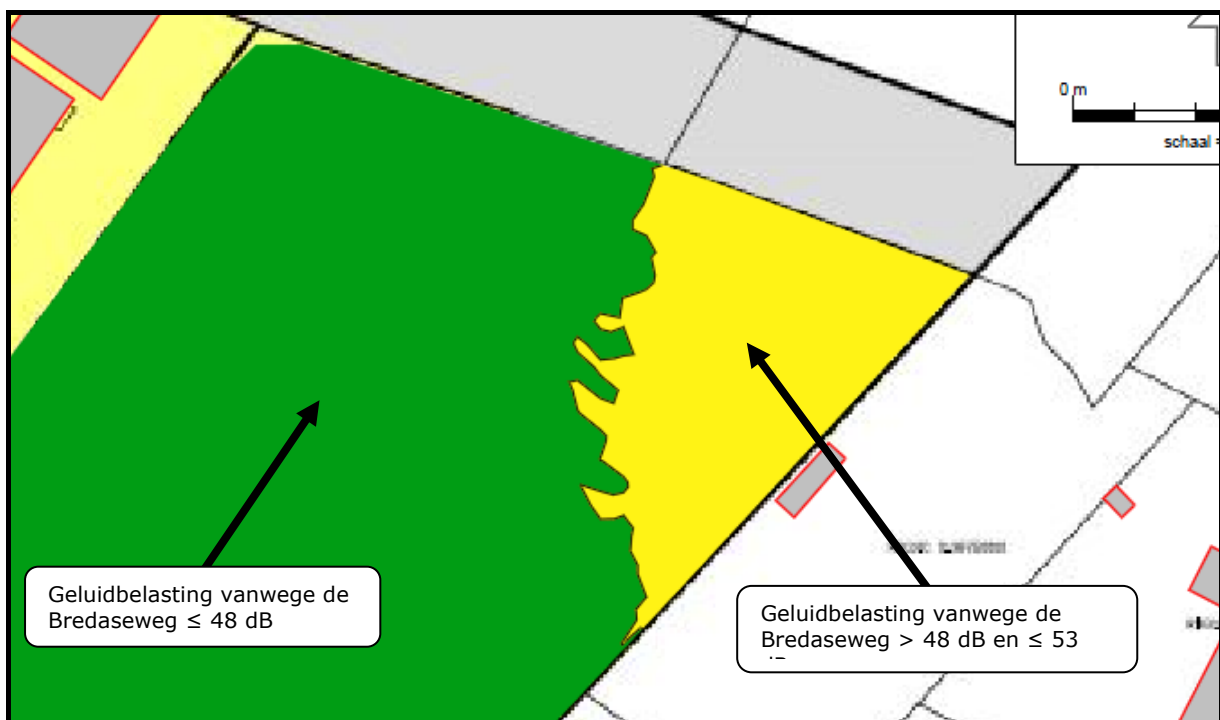 0 m
schaal =
Geluidbelasting vanwege de
Bredaseweg ≤ 48 dB
Geluidbelasting vanwege de
Bredaseweg > 48 dB en ≤ 53